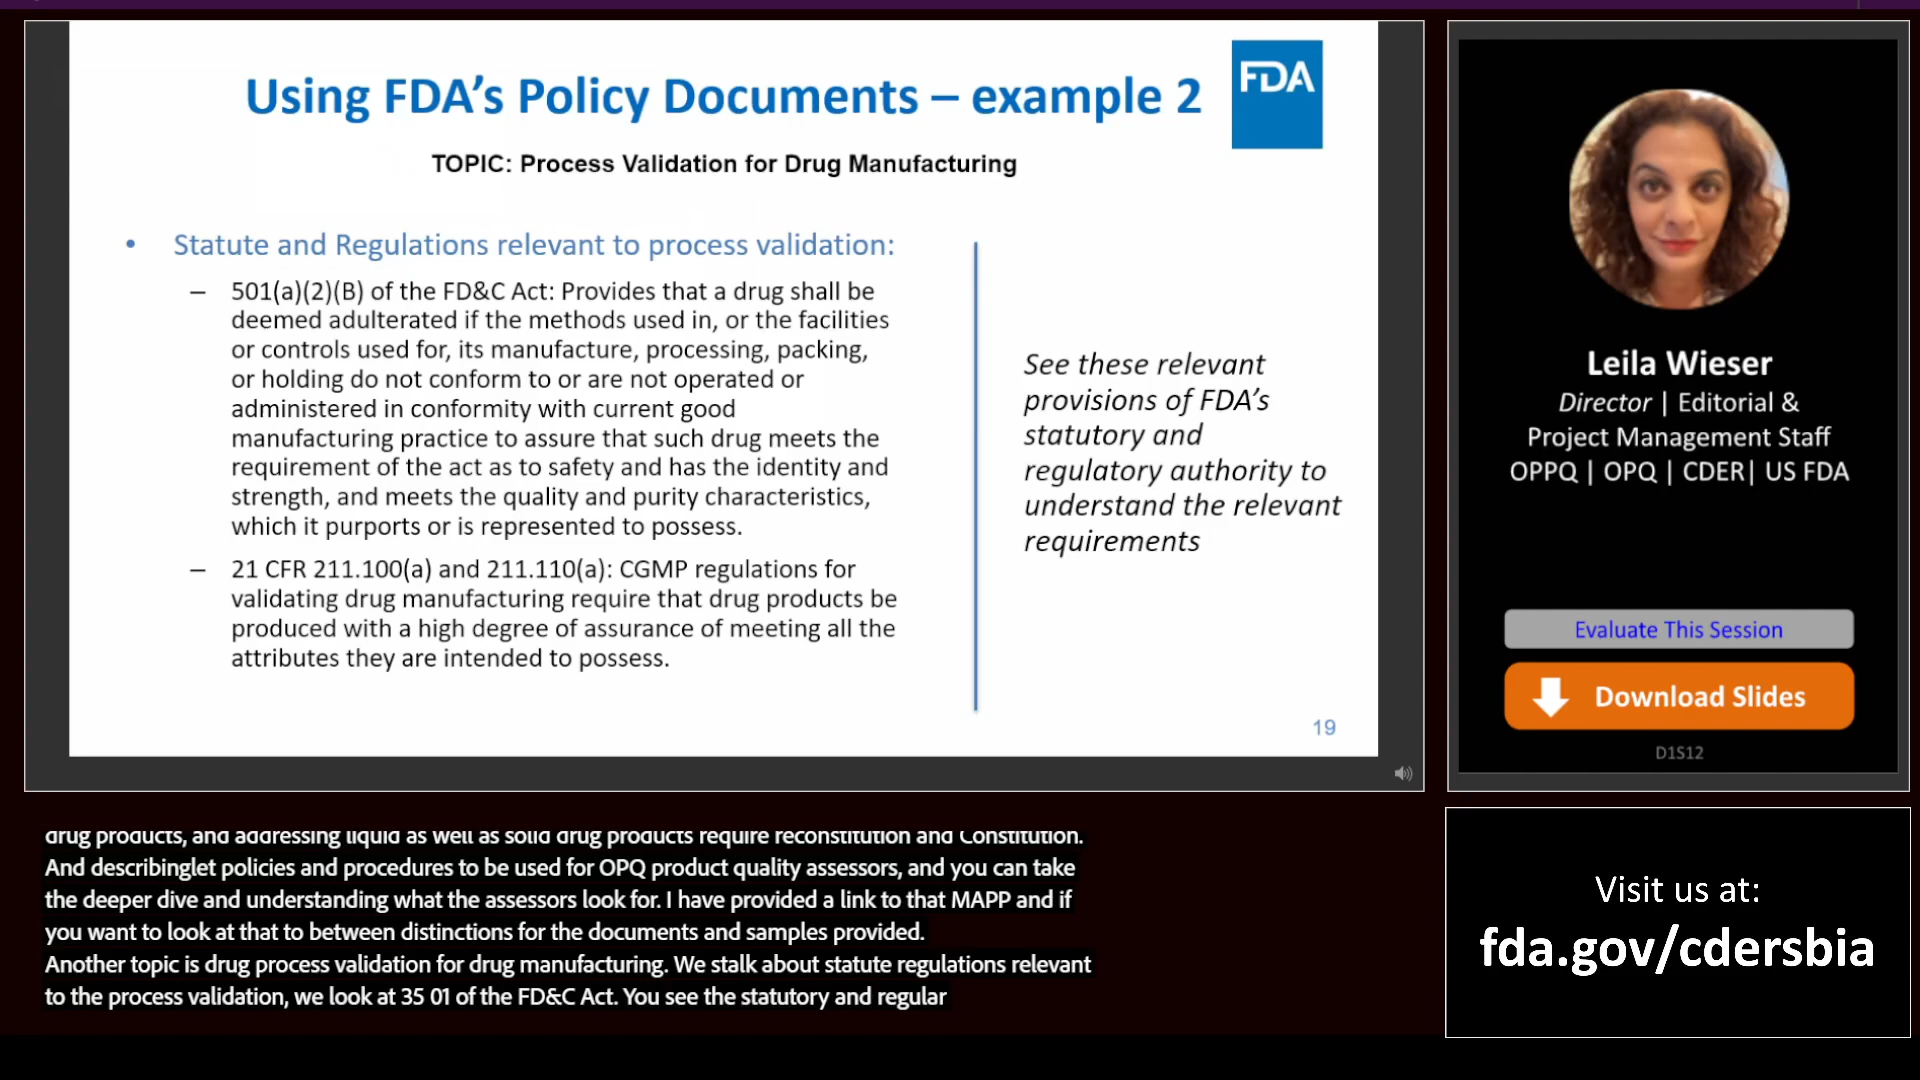 Using FDA's Policy Documents – example 2
FDA
TOPIC: Process Validation for Drug Manufacturing
• Statute and Regulations relevant to process validation:
– 501(a)(2)(B) of the FD&C Act: Provides that a drug shall be
deemed adulterated if the methods used in, or the facilities
or controls used for, its manufacture, processing, packing,
or holding do not conform to or are not operated or
administered in conformity with current good
manufacturing practice to assure that such drug meets the
requirement of the act as to safety and has the identity and
strength, and meets the quality and purity characteristics,
which it purports or is represented to possess.
– 21 CFR 211.100(a) and 211.110(a): CGMP regulations for
validating drug manufacturing require that drug products be
produced with a high degree of assurance of meeting all the
attributes they are intended to possess.
See these relevant
provisions of FDA's
statutory and
regulatory authority to
understand the relevant
requirements
19
Leila Wieser
Director | Editorial &
Project Management Staff
OPPQ | OPQ | CDER| US FDA
Evaluate This Session
Download Slides
D1S12
drug products, and addressing liquid as well as solid drug products require reconstitution and Constitution.
And describinglet policies and procedures to be used for OPQ product quality assessors, and you can take
the deeper dive and understanding what the assessors look for. I have provided a link to that MAPP and if
you want to look at that to between distinctions for the documents and samples provided.
Another topic is drug process validation for drug manufacturing. We stalk about statute regulations relevant
to the process validation, we look at 35 01 of the FD&C Act. You see the statutory and regular
Visit us at:
fda.gov/cdersbia